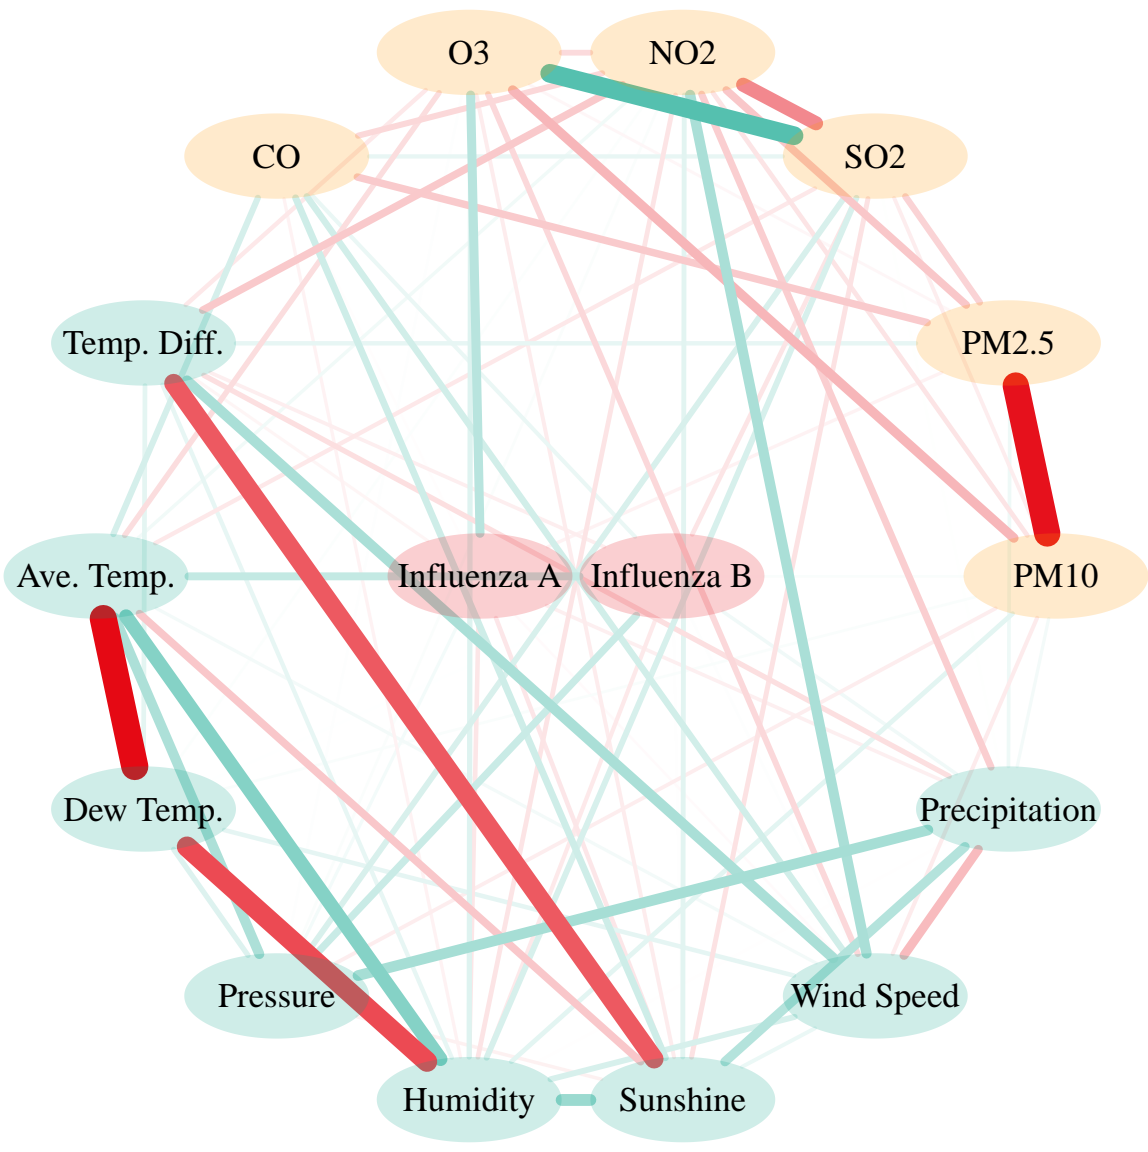 O3
NO2
CO
SO2
Temp. Diff.
PM2.5
Ave. Temp.
Influenza A
Influenza B
PM10
Dew Temp.
Precipitation
Pressure
Wind Speed
Humidity
Sunshine